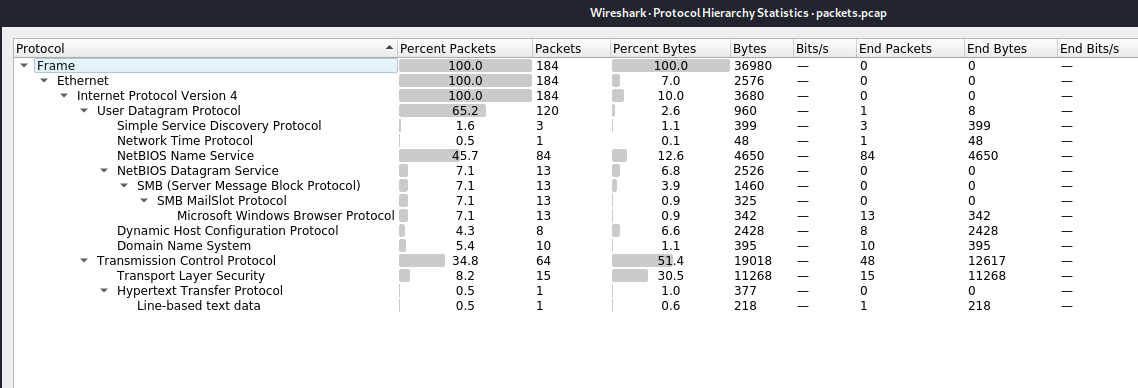 Wireshark · Protocol Hierarchy Statistics · packets.pcap
Protocol Percent Packets Packets Percent Bytes Bytes Bits/s End Packets End Bytes End Bits/s
Frame 100.0 184 100.0 36980 — 0 0 —
Ethernet 100.0 184 7.0 2576 — 0 0 —
Internet Protocol Version 4 100.0 184 10.0 3680 — 0 0 —
User Datagram Protocol 65.2 120 2.6 960 — 1 8 —
Simple Service Discovery Protocol 1.6 3 1.1 399 — 3 399 —
Network Time Protocol 0.5 1 0.1 48 — 1 48 —
NetBIOS Name Service 45.7 84 12.6 4650 — 84 4650 —
NetBIOS Datagram Service 7.1 13 6.8 2526 — 0 0 —
SMB (Server Message Block Protocol) 7.1 13 3.9 1460 — 0 0 —
SMB MailSlot Protocol 7.1 13 0.9 325 — 0 0 —
Microsoft Windows Browser Protocol 7.1 13 0.9 342 — 13 342 —
Dynamic Host Configuration Protocol 4.3 8 6.6 2428 — 8 2428 —
Domain Name System 5.4 10 1.1 395 — 10 395 —
Transmission Control Protocol 34.8 64 51.4 19018 — 48 12617 —
Transport Layer Security 8.2 15 30.5 11268 — 15 11268 —
Hypertext Transfer Protocol 0.5 1 1.0 377 — 0 0 —
Line-based text data 0.5 1 0.6 218 — 1 218 —